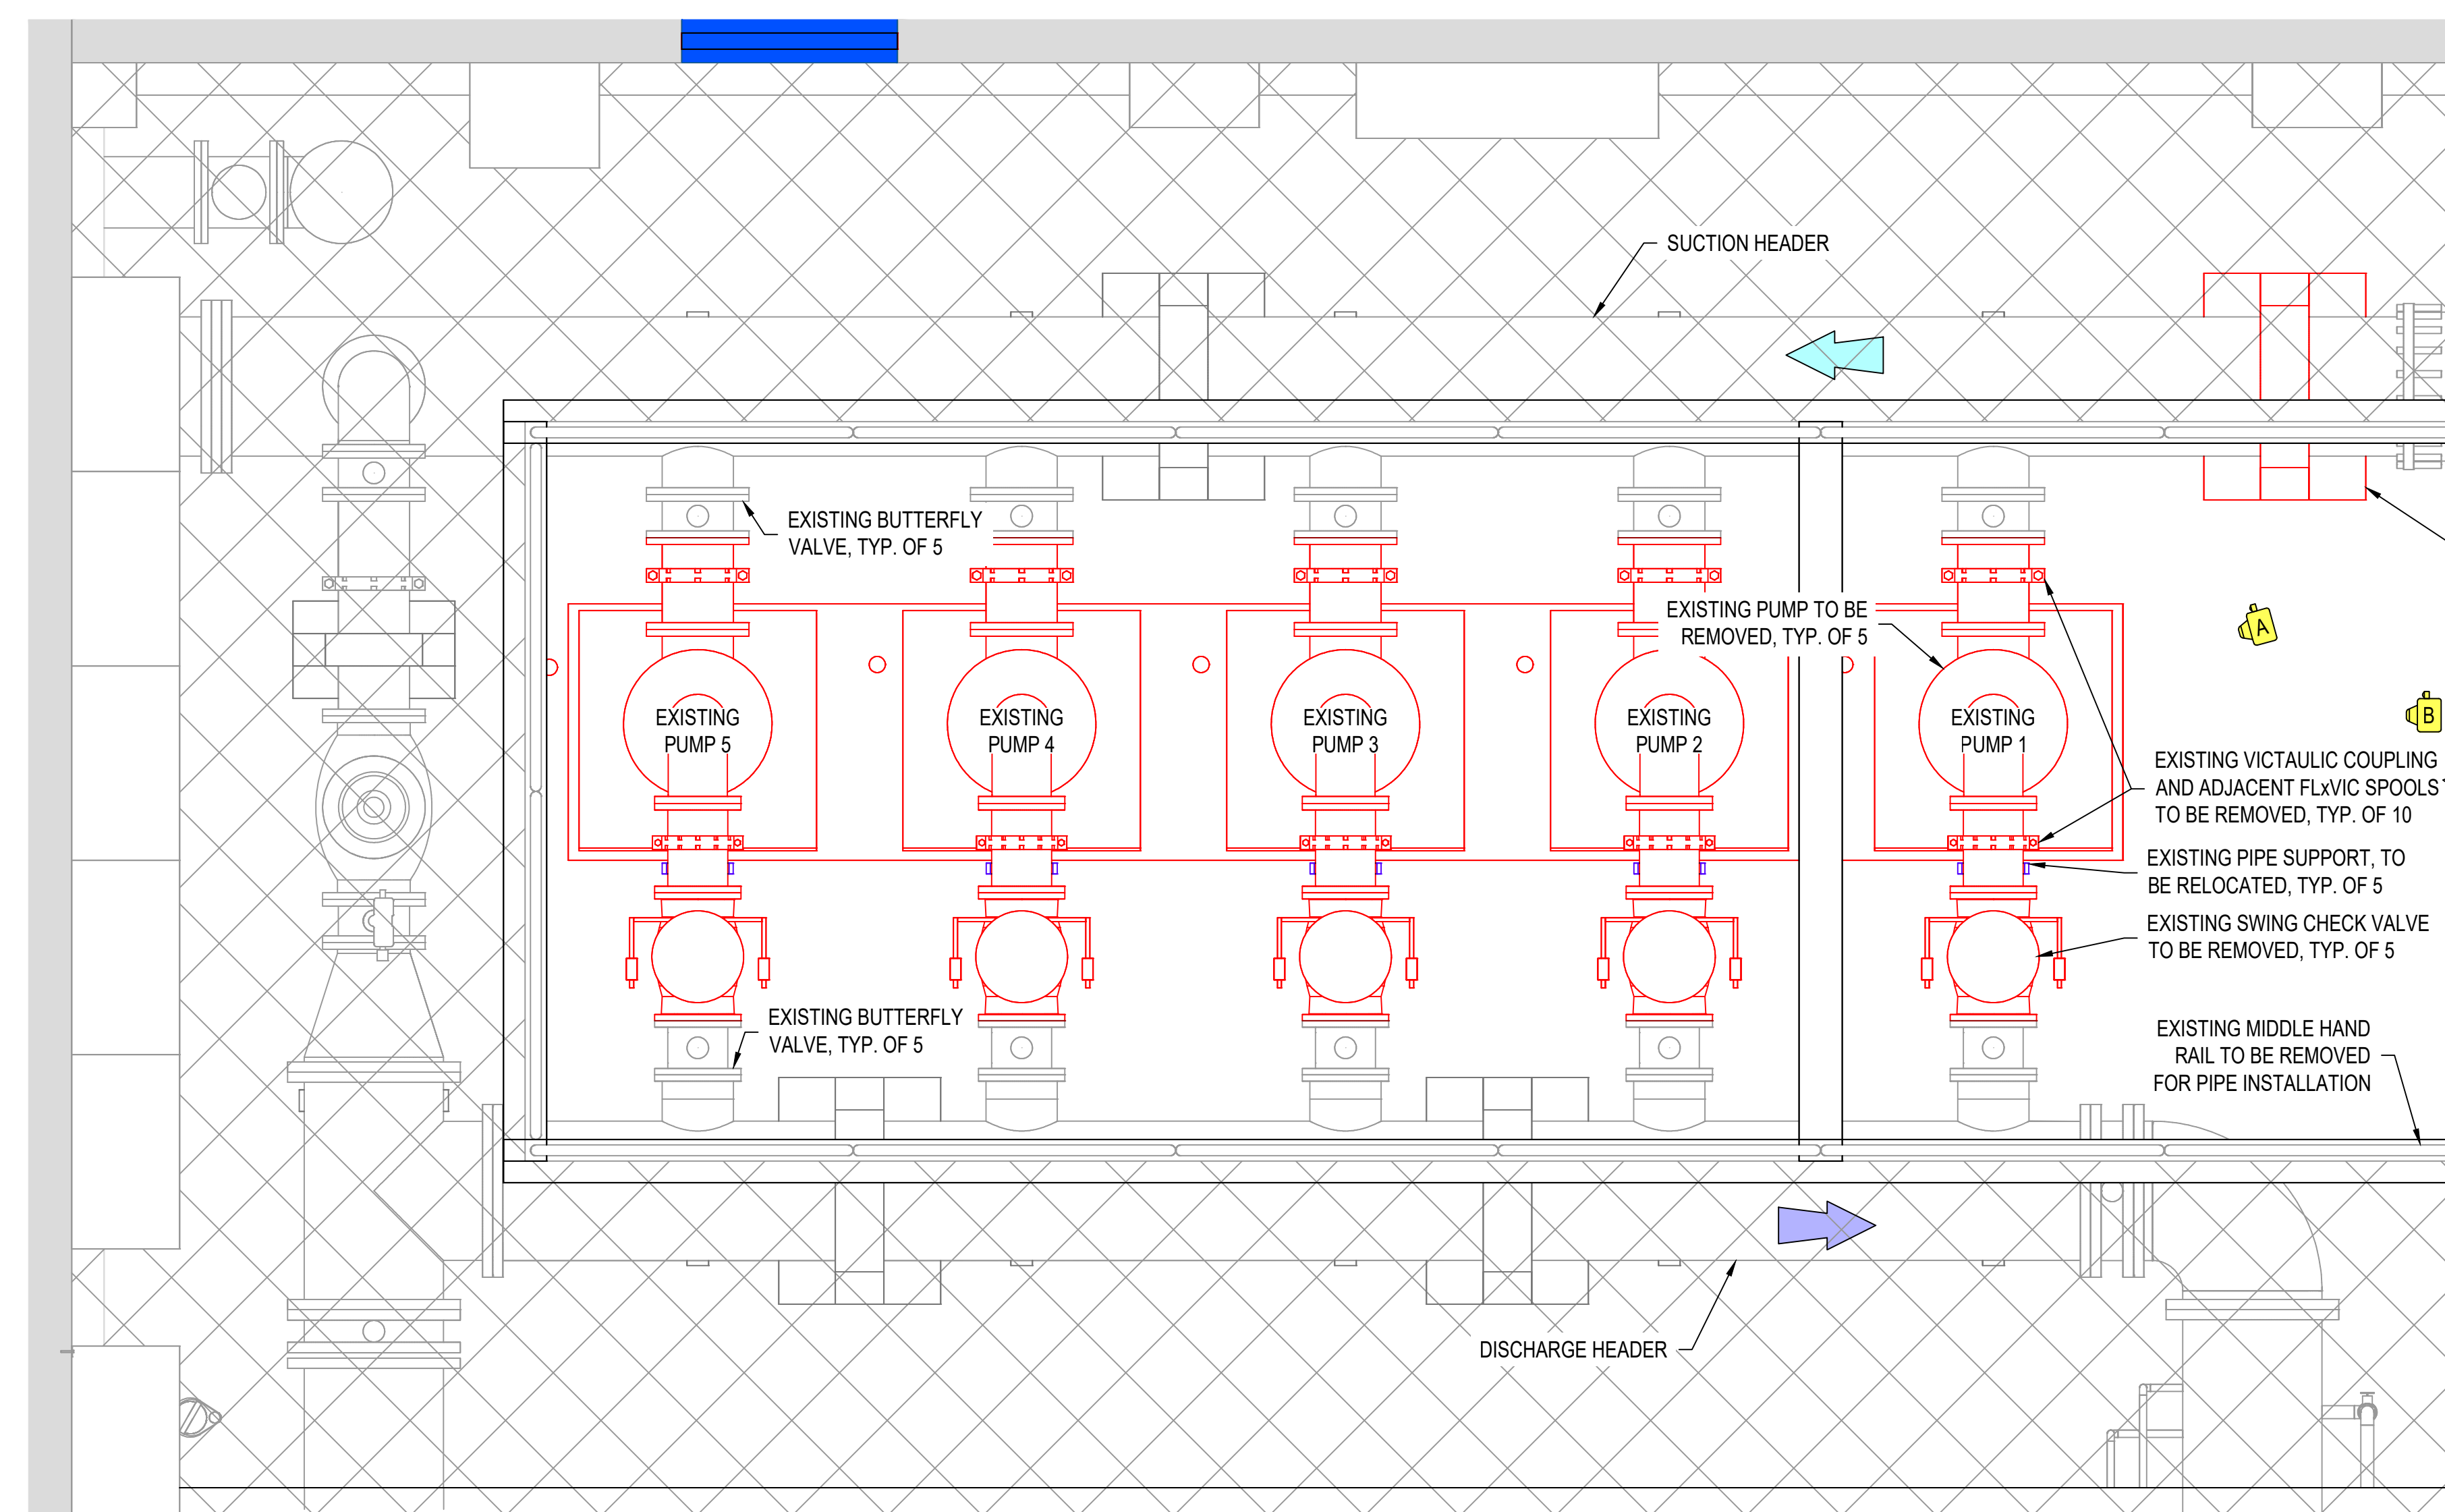 SUCTION HEADER
EXISTING BUTTERFLY
VALVE, TYP. OF 5
EXISTING PUMP TO BE
REMOVED, TYP. OF 5
A
B
EXISTING
PUMP 5
EXISTING
PUMP 4
EXISTING
PUMP 3
EXISTING
PUMP 2
EXISTING
PUMP 1
EXISTING VICTAULIC COUPLING
AND ADJACENT FLxVIC SPOOLS
TO BE REMOVED, TYP. OF 10
EXISTING PIPE SUPPORT, TO
BE RELOCATED, TYP. OF 5
EXISTING SWING CHECK VALVE
TO BE REMOVED, TYP. OF 5
EXISTING BUTTERFLY
VALVE, TYP. OF 5
EXISTING MIDDLE HAND
RAIL TO BE REMOVED
FOR PIPE INSTALLATION
DISCHARGE HEADER